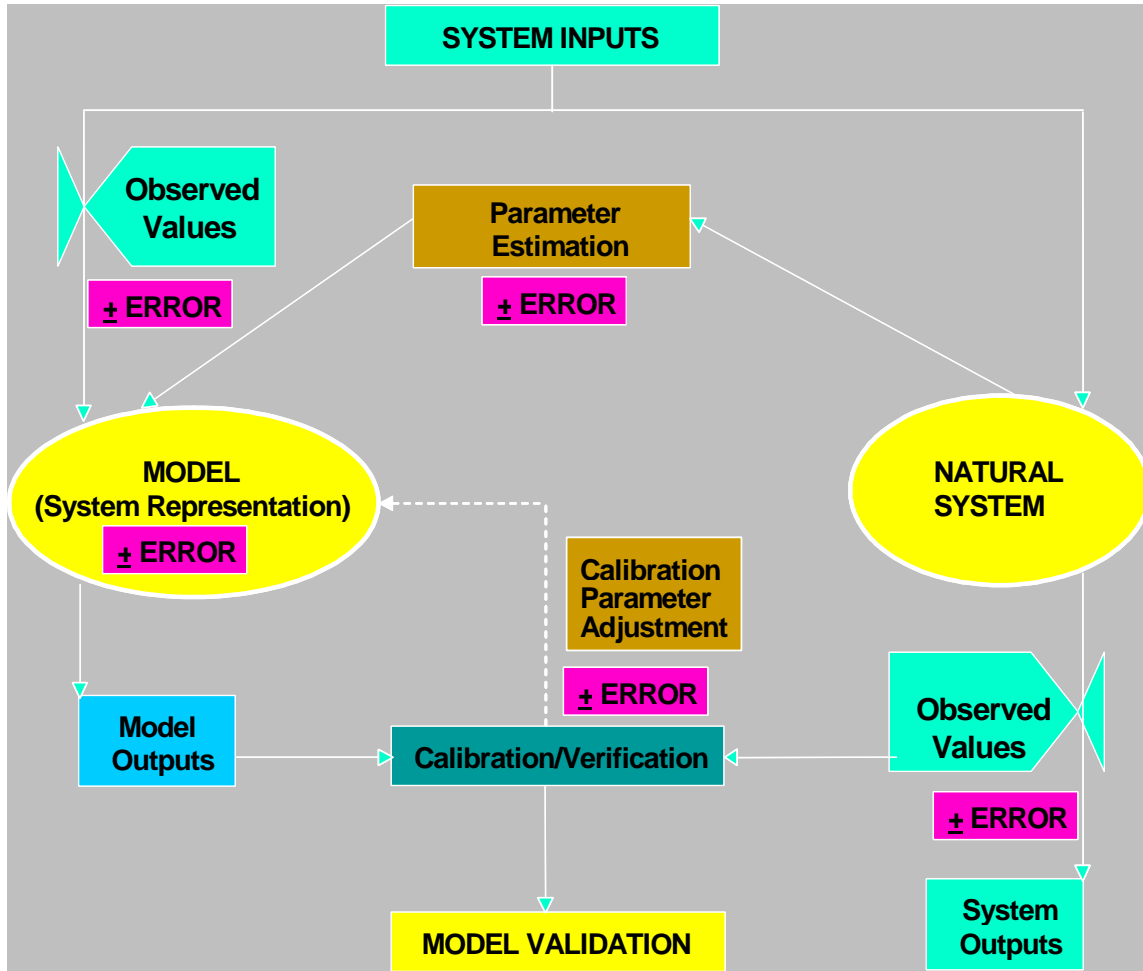 SYSTEM INPUTS
Observed
Values
± ERROR
Parameter
Estimation
± ERROR
MODEL
(System Representation)
± ERROR
NATURAL
SYSTEM
Calibration
Parameter
Adjustment
± ERROR
Model
Outputs
Calibration/Verification
Observed
Values
± ERROR
MODEL VALIDATION
System
Outputs